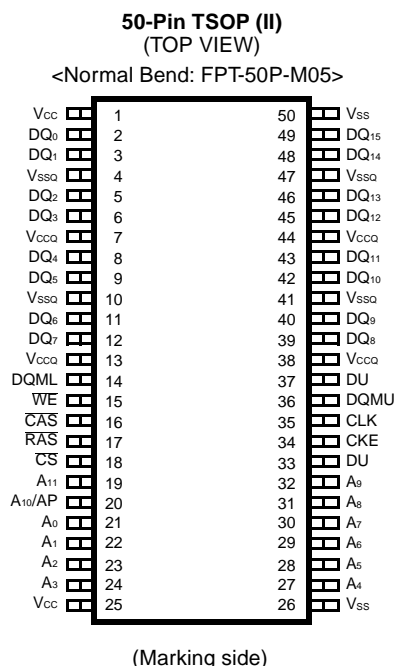 50-Pin TSOP (II)
(TOP VIEW)
<Normal Bend: FPT-50P-M05>
VCC 1 50 VSS
DQ0 2 49 DQ15
DQ1 3 48 DQ14
VSSQ 4 47 VSSQ
DQ2 5 46 DQ13
DQ3 6 45 DQ12
VCCQ 7 44 VCCQ
DQ4 8 43 DQ11
DQ5 9 42 DQ10
VSSQ 10 41 VSSQ
DQ6 11 40 DQ9
DQ7 12 39 DQ8
VCCQ 13 38 VCCQ
DQML 14 37 DU
W̅E̅ 15 36 DQMU
C̅A̅S̅ 16 35 CLK
R̅A̅S̅ 17 34 CKE
C̅S̅ 18 33 DU
A11 19 32 A9
A10/AP 20 31 A8
A0 21 30 A7
A1 22 29 A6
A2 23 28 A5
A3 24 27 A4
VCC 25 26 VSS
(Marking side)